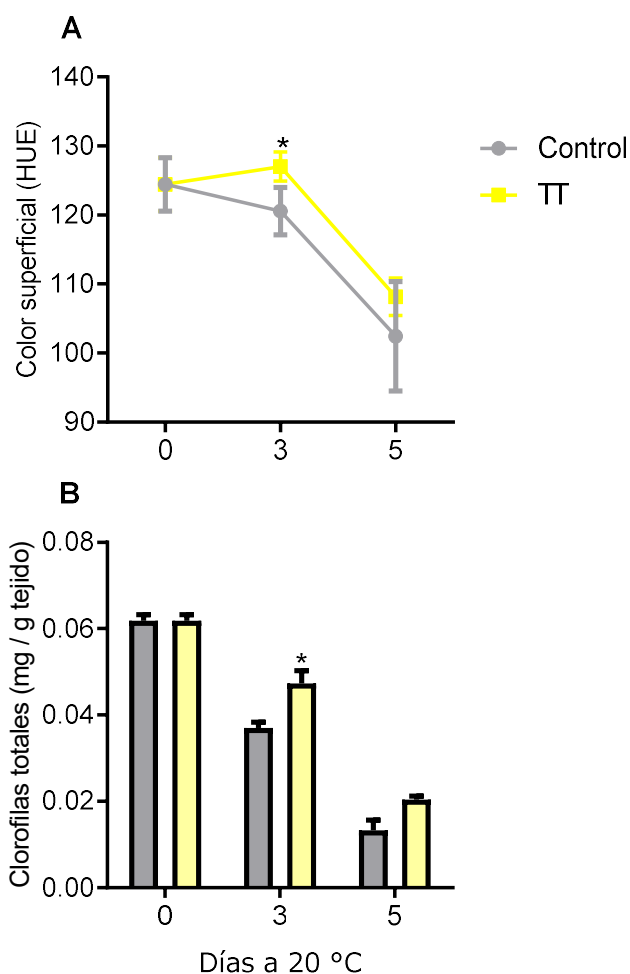 A
Color superficial (HUE)
140
130
120
110
100
90
0 3 5
*
Control
TT
B
Clorofilas totales (mg / g tejido)
0.08
0.06
0.04
0.02
0.00
*
0 3 5
Días a 20 °C